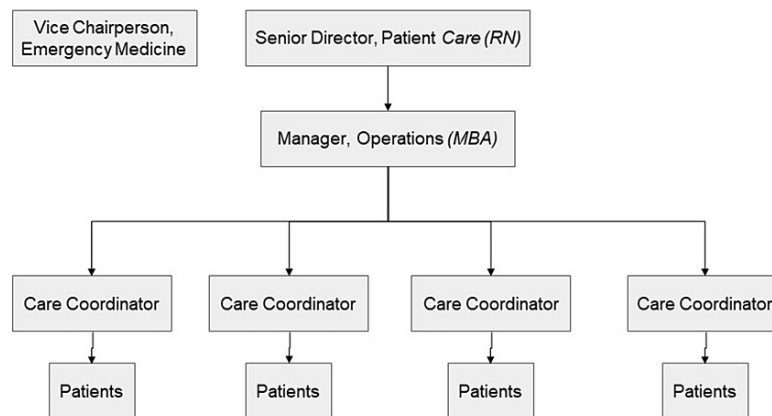 Vice Chairperson,
Emergency Medicine
Senior Director, Patient Care (RN)
Manager, Operations (MBA)
Care Coordinator
Care Coordinator
Care Coordinator
Care Coordinator
Patients
Patients
Patients
Patients